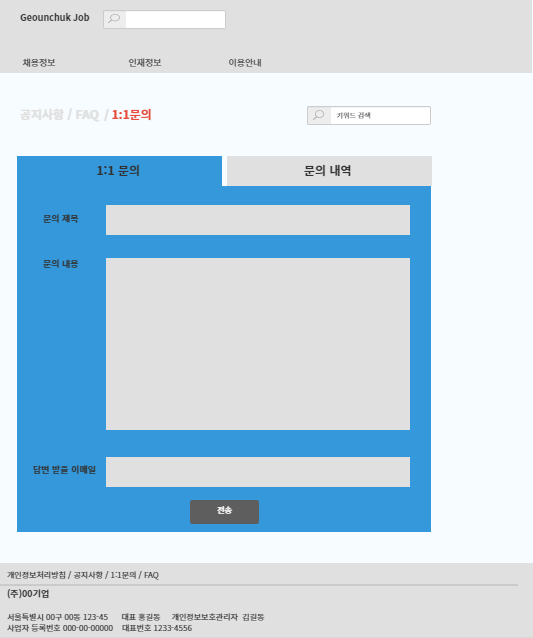 Geounchuk Job
채용정보 인재정보 이용안내
공지사항 / FAQ / 1:1문의
키워드 검색
1:1 문의 문의 내역
문의 제목
문의 내용
답변 받을 이메일
전송
개인정보처리방침 / 공지사항 / 1:1문의 / FAQ
(주)00기업
서울특별시 00구 00동 123-45 대표 홍길동 개인정보보호관리자 김길동
사업자 등록번호 000-00-00000 대표번호 1233-4556